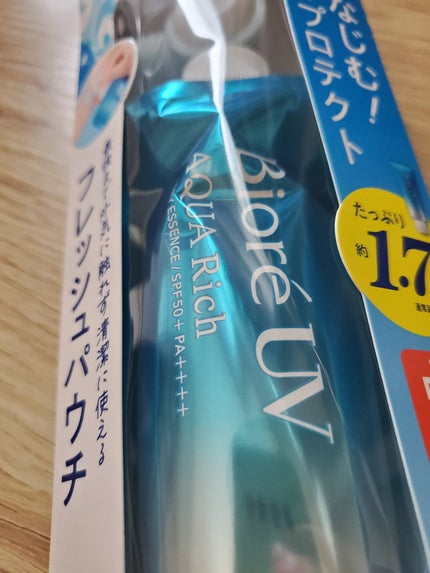 なじむ！
プロテクト
たっぷり
約1.7
Bioré UV
AQUA Rich
ESSENCE/SPF50+ PA++++
フレッシュパウチ